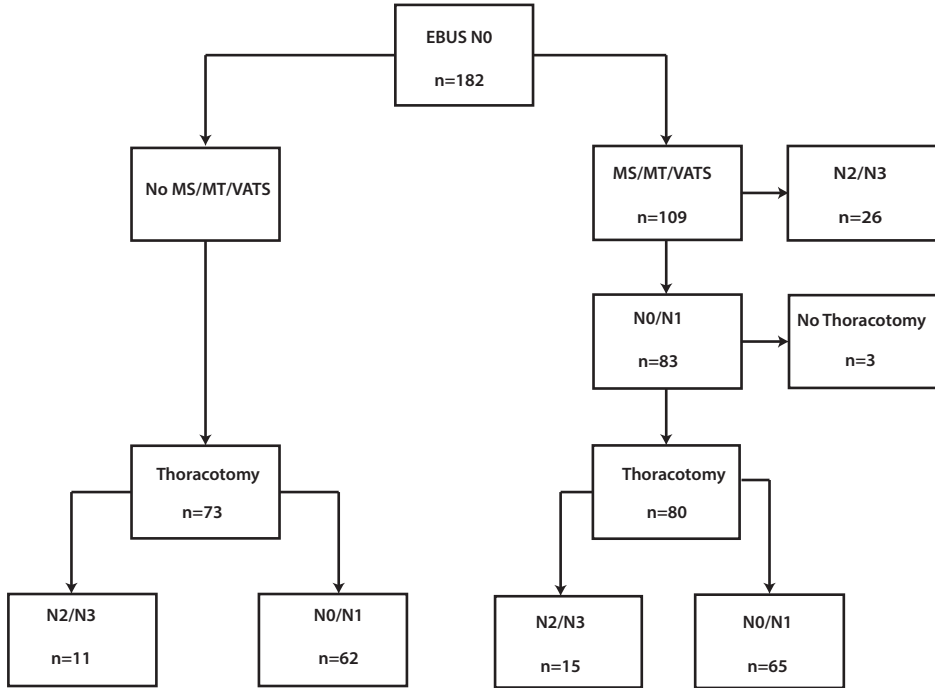 EBUS N0
n=182
No MS/MT/VATS
MS/MT/VATS
n=109
N2/N3
n=26
N0/N1
n=83
No Thoracotomy
n=3
Thoracotomy
n=73
Thoracotomy
n=80
N2/N3
n=11
N0/N1
n=62
N2/N3
n=15
N0/N1
n=65